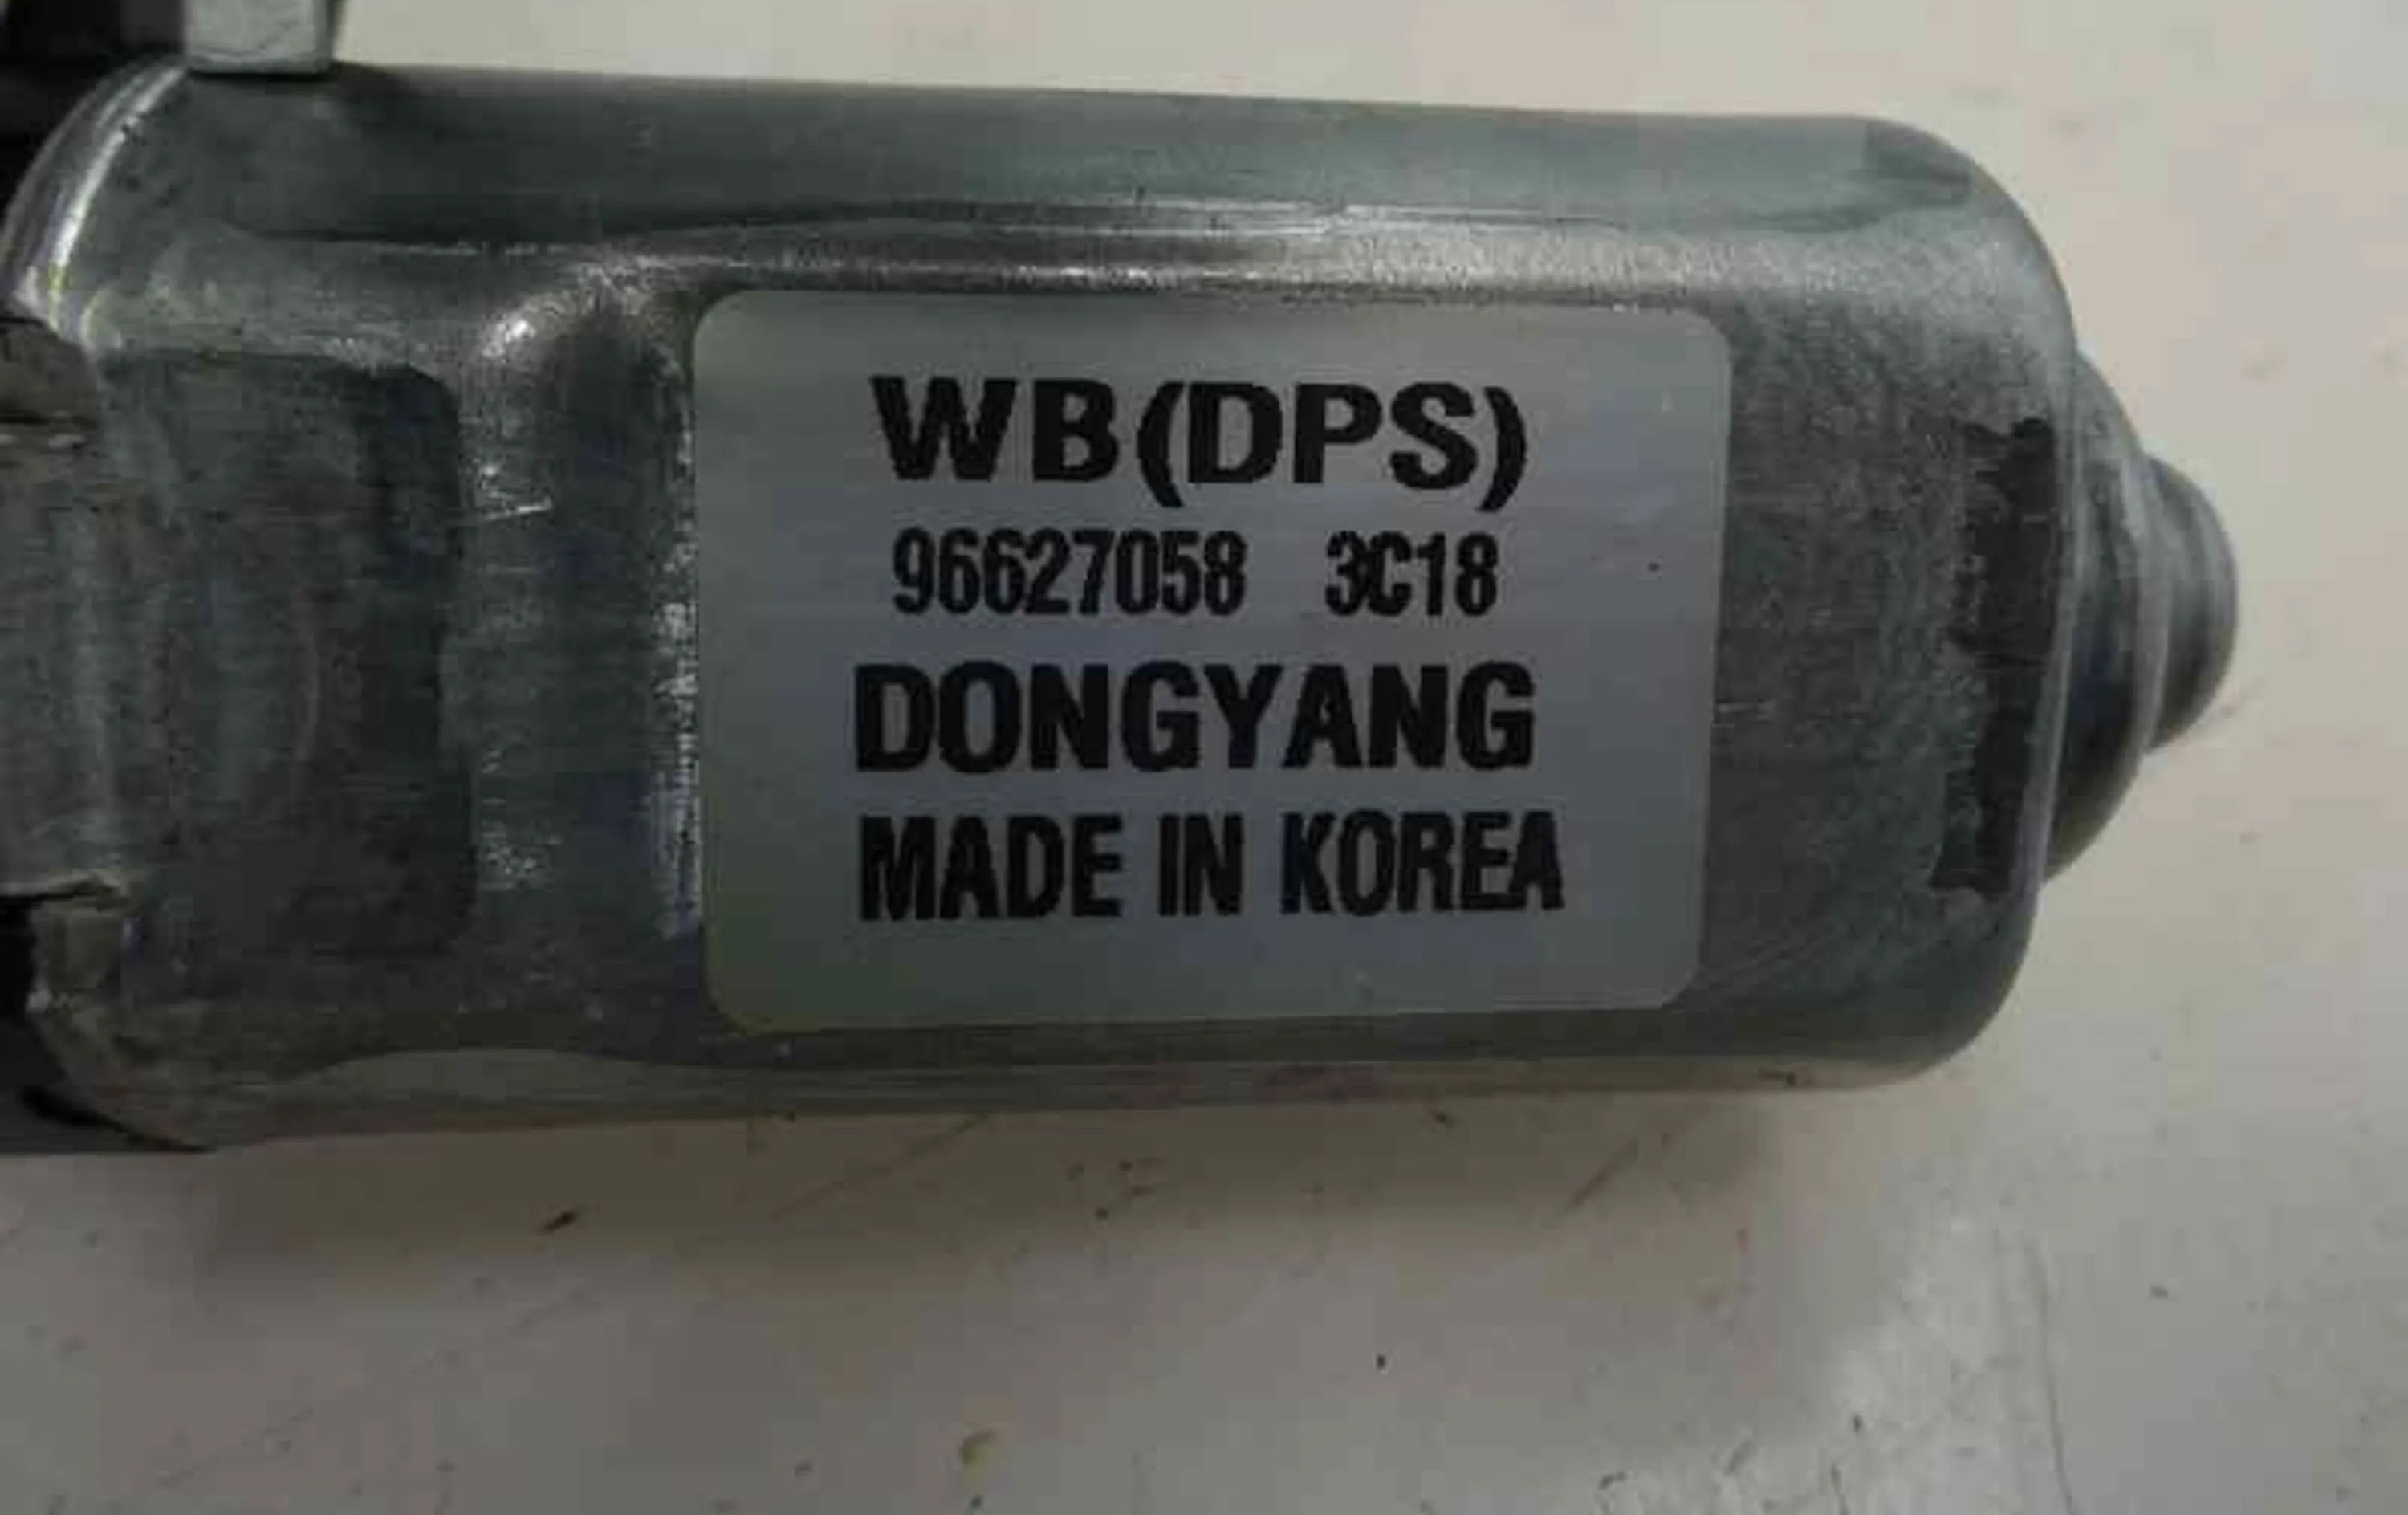 WB(DPS)
96627058 3C18
DONGYANG
MADE IN KOREA